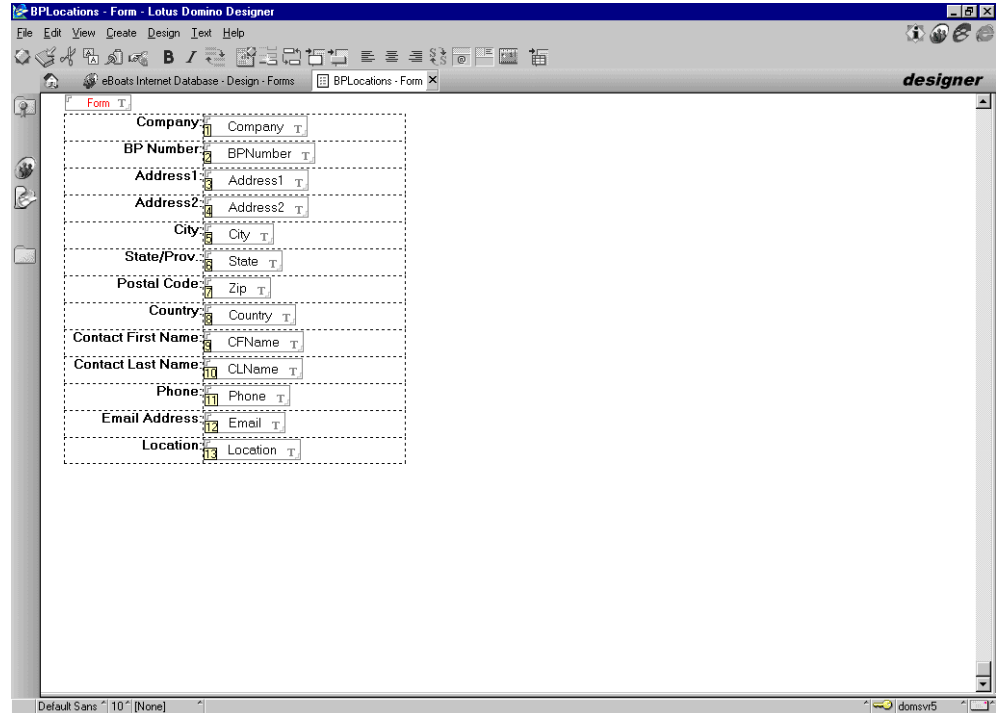 BPLocations - Form - Lotus Domino Designer
File Edit View Create Design Text Help
B I
eBoats Internet Database - Design - Forms BPLocations - Form X designer
Form T
Company: 1 Company T
BP Number: 2 BPNumber T
Address1: 3 Address1 T
Address2: 4 Address2 T
City: 5 City T
State/Prov.: 6 State T
Postal Code: 7 Zip T
Country: 8 Country T
Contact First Name: 9 CFName T
Contact Last Name: 10 CLName T
Phone: 11 Phone T
Email Address: 12 Email T
Location: 13 Location T
Default Sans 10 [None] domsvr5